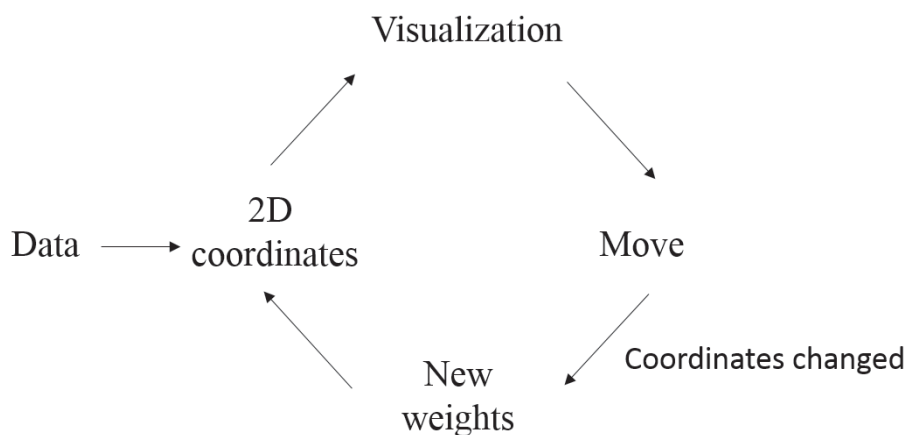 Visualization
2D
coordinates
Data
Move
Coordinates changed
New
weights